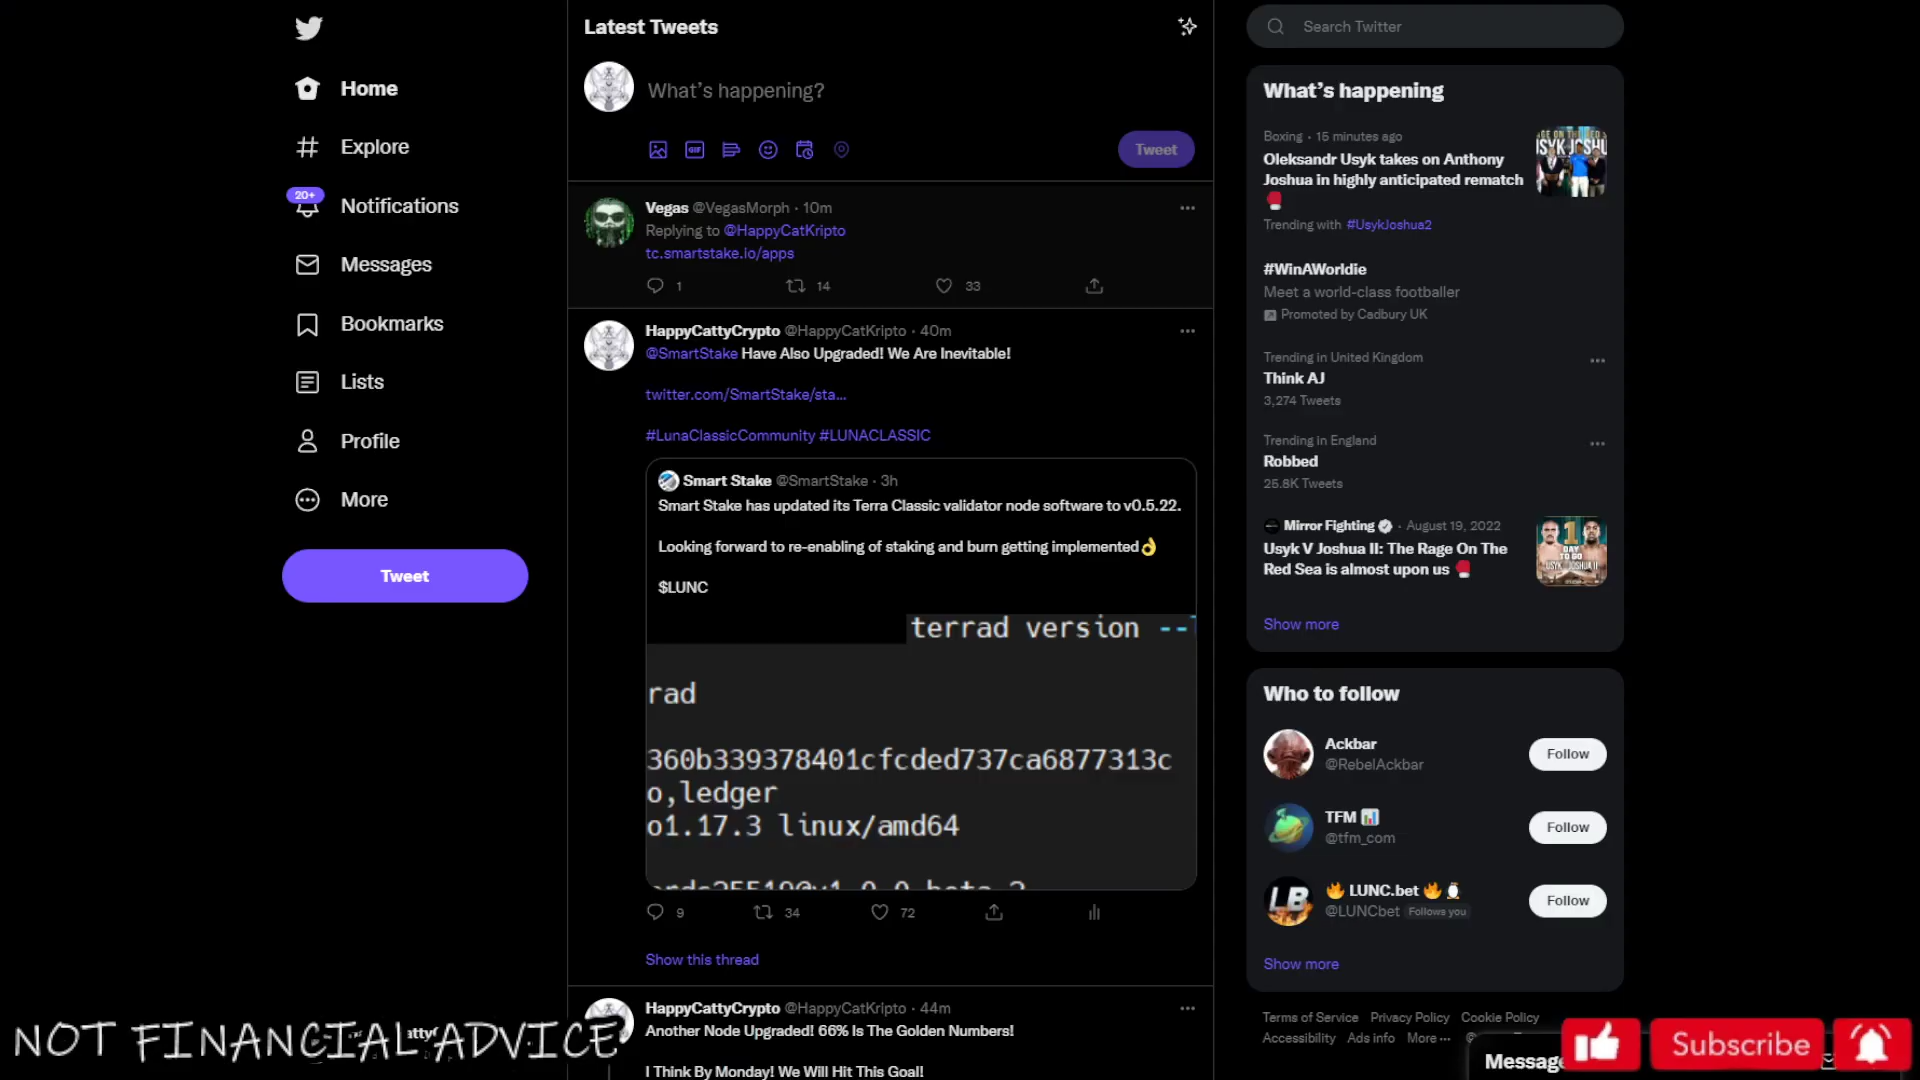 Home
Explore
20+
Notifications
Messages
Bookmarks
Lists
Profile
More
Tweet
Latest Tweets
What's happening?
GIF
Tweet
Vegas @VegasMorph · 10m
Replying to @HappyCatKripto
tc.smartstake.io/apps
1 14 33
HappyCattyCrypto @HappyCatKripto · 40m
@SmartStake Have Also Upgraded! We Are Inevitable!
twitter.com/SmartStake/sta...
#LunaClassicCommunity #LUNACLASSIC
Smart Stake @SmartStake · 3h
Smart Stake has updated its Terra Classic validator node software to v0.5.22.
Looking forward to re-enabling of staking and burn getting implemented👌
$LUNC
terrad version --
rad
360b339378401cfcded737ca6877313c
o,ledger
o1.17.3 linux/amd64
9 34 72
Show this thread
HappyCattyCrypto @HappyCatKripto · 44m
Another Node Upgraded! 66% Is The Golden Numbers!
I Think By Monday! We Will Hit This Goal!
Search Twitter
What's happening
Boxing · 15 minutes ago
Oleksandr Usyk takes on Anthony
Joshua in highly anticipated rematch
🥊
Trending with #UsykJoshua2
#WinAWorldie
Meet a world-class footballer
Promoted by Cadbury UK
Trending in United Kingdom
Think AJ
3,274 Tweets
Trending in England
Robbed
25.8K Tweets
Mirror Fighting · August 19, 2022
Usyk V Joshua II: The Rage On The
Red Sea is almost upon us 🥊
1
DAY
TO GO
Show more
Who to follow
Ackbar
@RebelAckbar
Follow
TFM 📊
@tfm_com
Follow
LB
🔥 LUNC.bet 🔥🐧
@LUNCbet Follows you
Follow
Show more
Terms of Service Privacy Policy Cookie Policy
Accessibility Ads info More ···
NOT FINANCIAL ADVICE
Subscribe